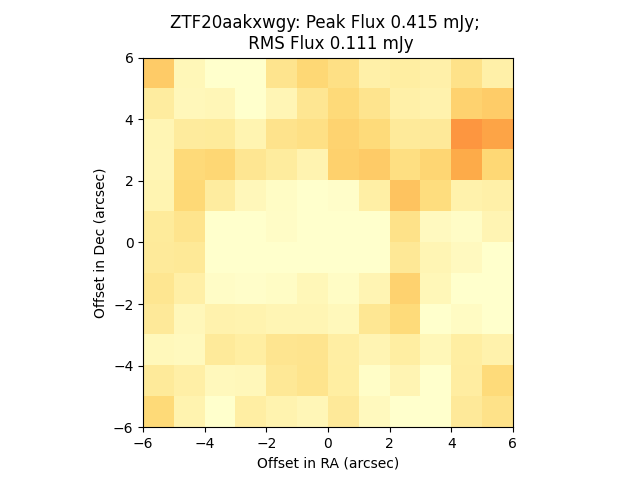 ZTF20aakxwgy: Peak Flux 0.415 mJy;
RMS Flux 0.111 mJy
6
4
2
0
−2
−4
−6
Offset in Dec (arcsec)
−6 −4 −2 0 2 4 6
Offset in RA (arcsec)